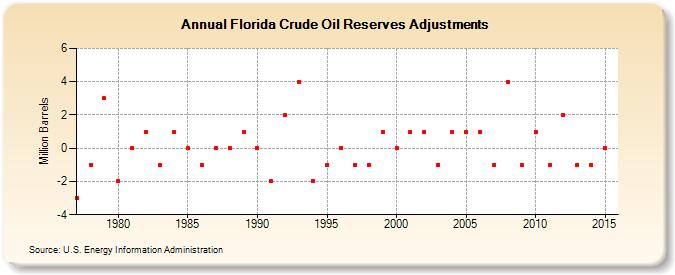 Annual Florida Crude Oil Reserves Adjustments
Million Barrels
6
4
2
0
-2
-4
1980 1985 1990 1995 2000 2005 2010 2015
Source: U.S. Energy Information Administration